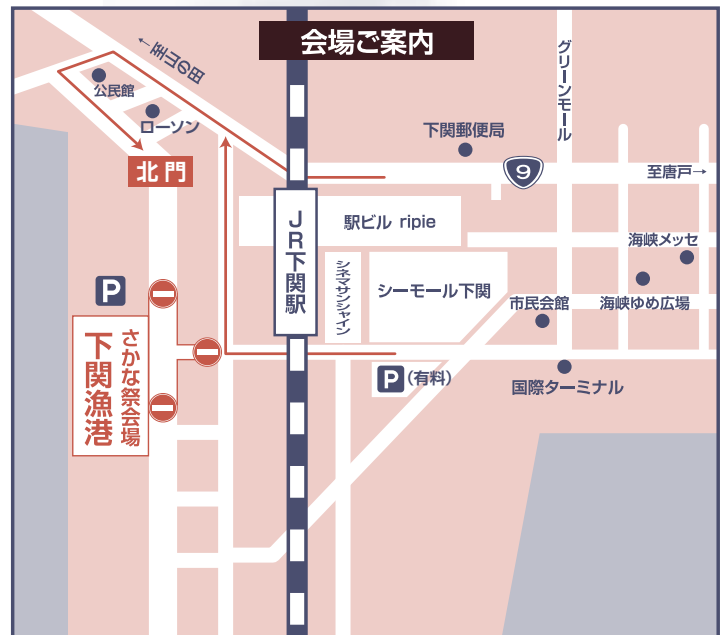 会場ご案内
←至山の田
公民館
ローソン
北門
グリーンモール
下関郵便局
9
至唐戸→
JR下関駅
駅ビル ripie
シネマサンシャイン
シーモール下関
海峡メッセ
海峡ゆめ広場
市民会館
国際ターミナル
P
(有料)
P
さかな祭会場
下関漁港